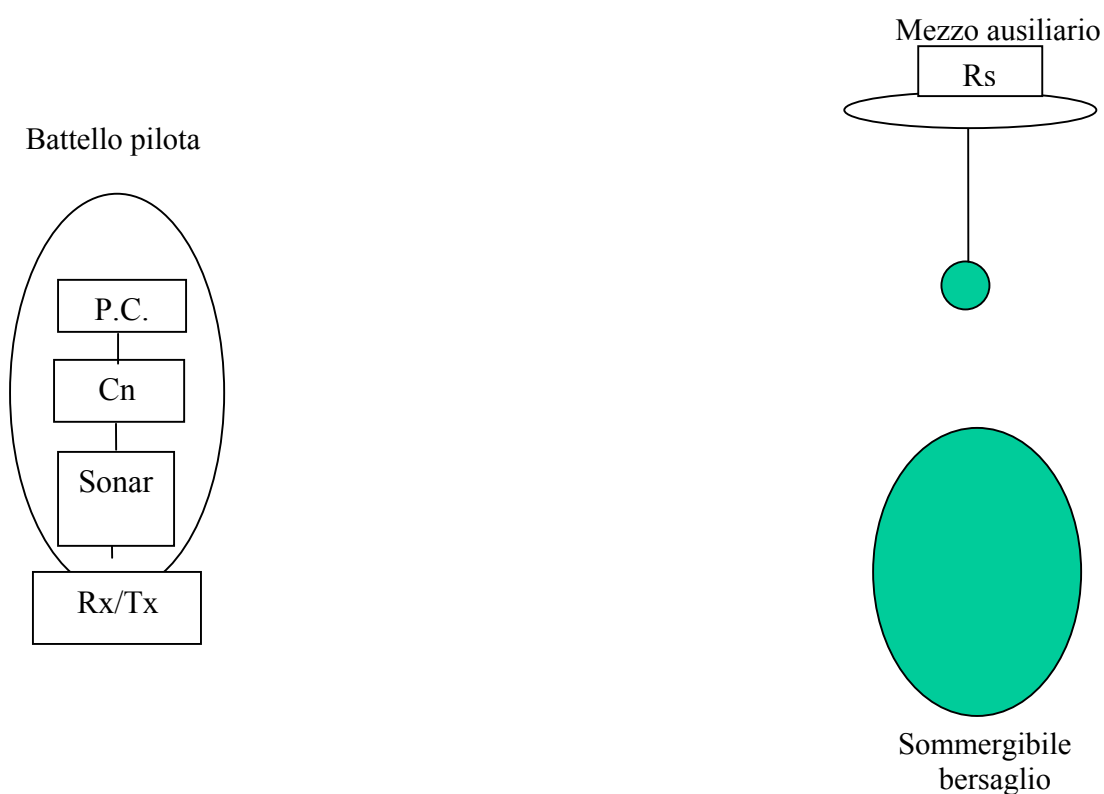 Mezzo ausiliario
Rs
Battello pilota
P.C.
Cn
Sonar
Rx/Tx
Sommergibile
bersaglio